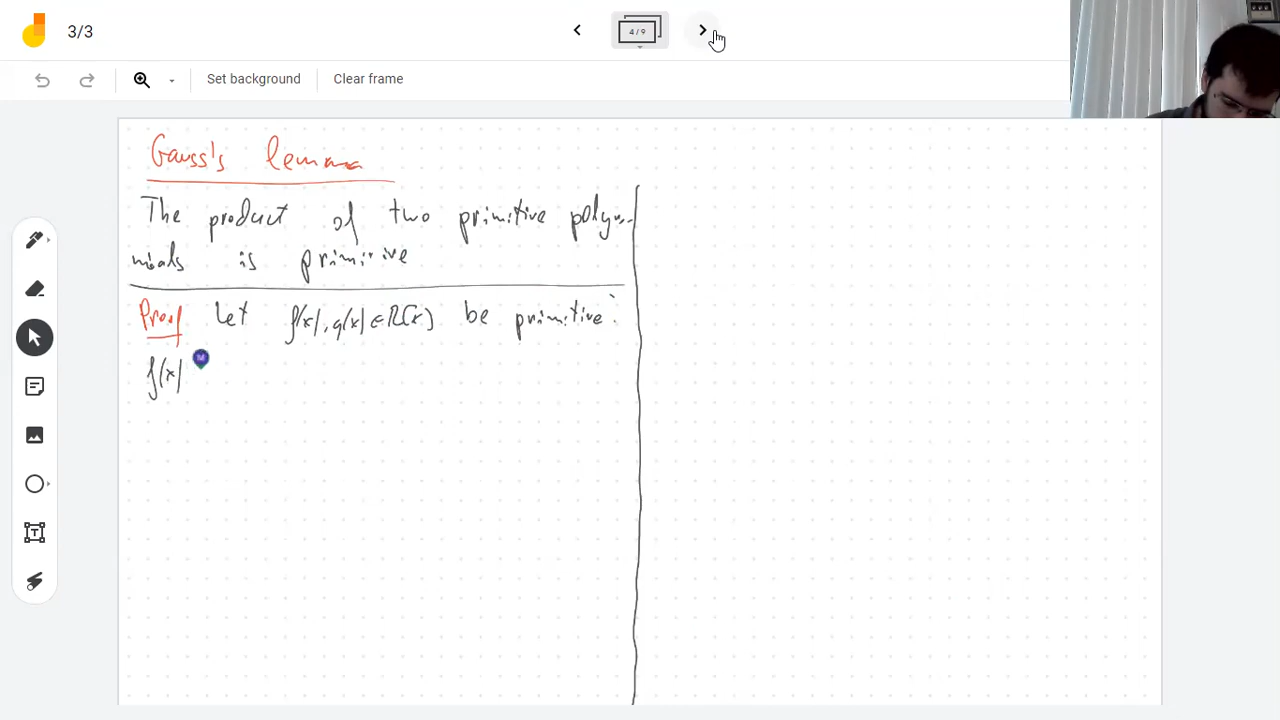 3/3
4/9
Set background
Clear frame
Gauss's lemma
The product of two primitive polyno-
mials is primitive
Proof Let f(x), g(x) ∈ R[x] be primitive:
f(x)
M